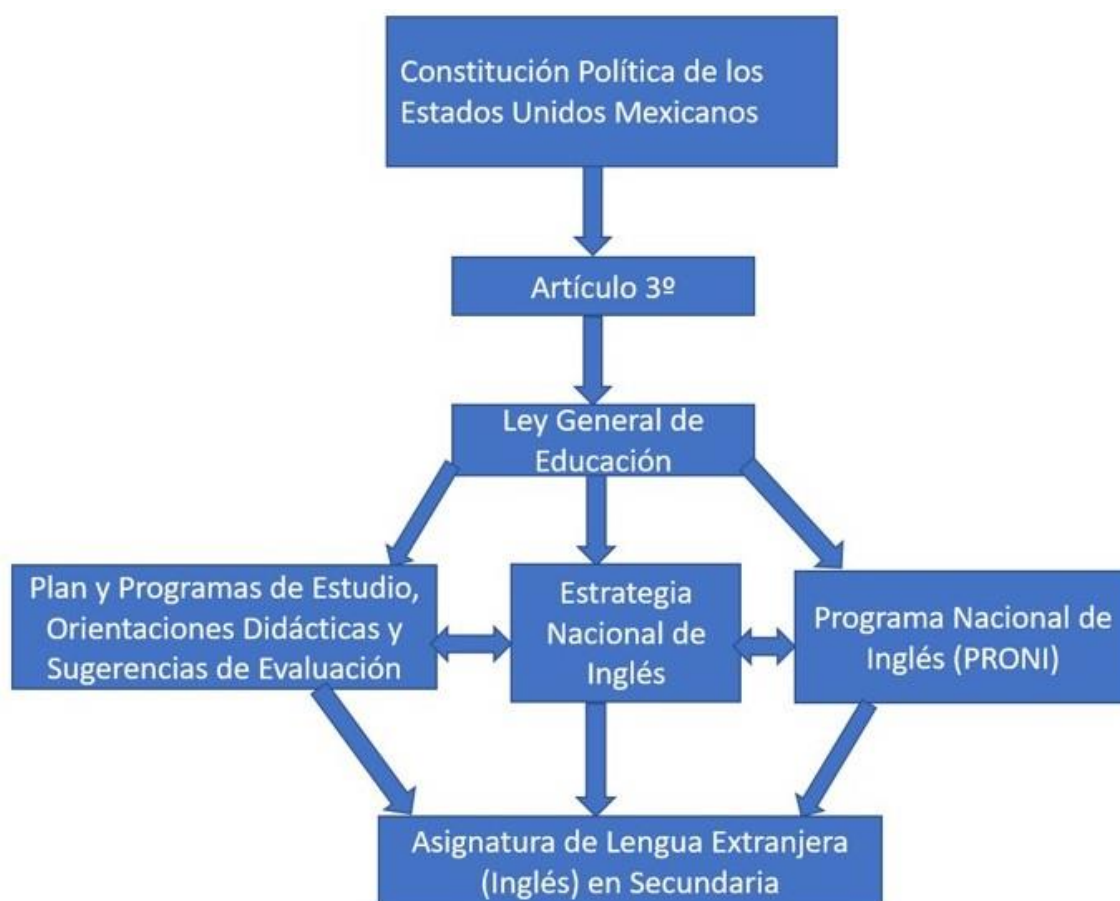 Constitución Política de los
Estados Unidos Mexicanos
Artículo 3º
Ley General de
Educación
Plan y Programas de Estudio,
Orientaciones Didácticas y
Sugerencias de Evaluación
Estrategia
Nacional de
Inglés
Programa Nacional de
Inglés (PRONI)
Asignatura de Lengua Extranjera
(Inglés) en Secundaria